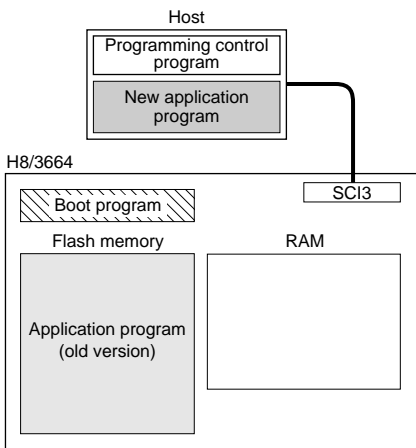 Host
Programming control
program
New application
program
H8/3664
SCI3
Boot program
Flash memory
RAM
Application program
(old version)